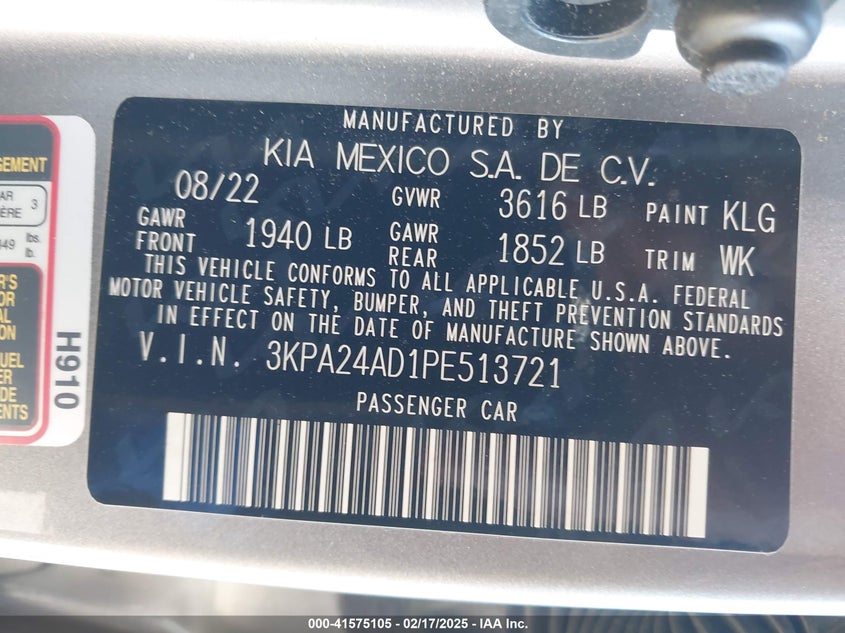 MANUFACTURED BY
KIA MEXICO S.A. DE C.V.
08/22 GVWR 3616 LB PAINT KLG
GAWR FRONT 1940 LB GAWR REAR 1852 LB TRIM WK
THIS VEHICLE CONFORMS TO ALL APPLICABLE U.S.A. FEDERAL
MOTOR VEHICLE SAFETY, BUMPER, AND THEFT PREVENTION STANDARDS
IN EFFECT ON THE DATE OF MANUFACTURE SHOWN ABOVE.
V.I.N. 3KPA24AD1PE513721
PASSENGER CAR
3
lbs.
lb.
H910
000-41575105 - 02/17/2025 - IAA Inc.